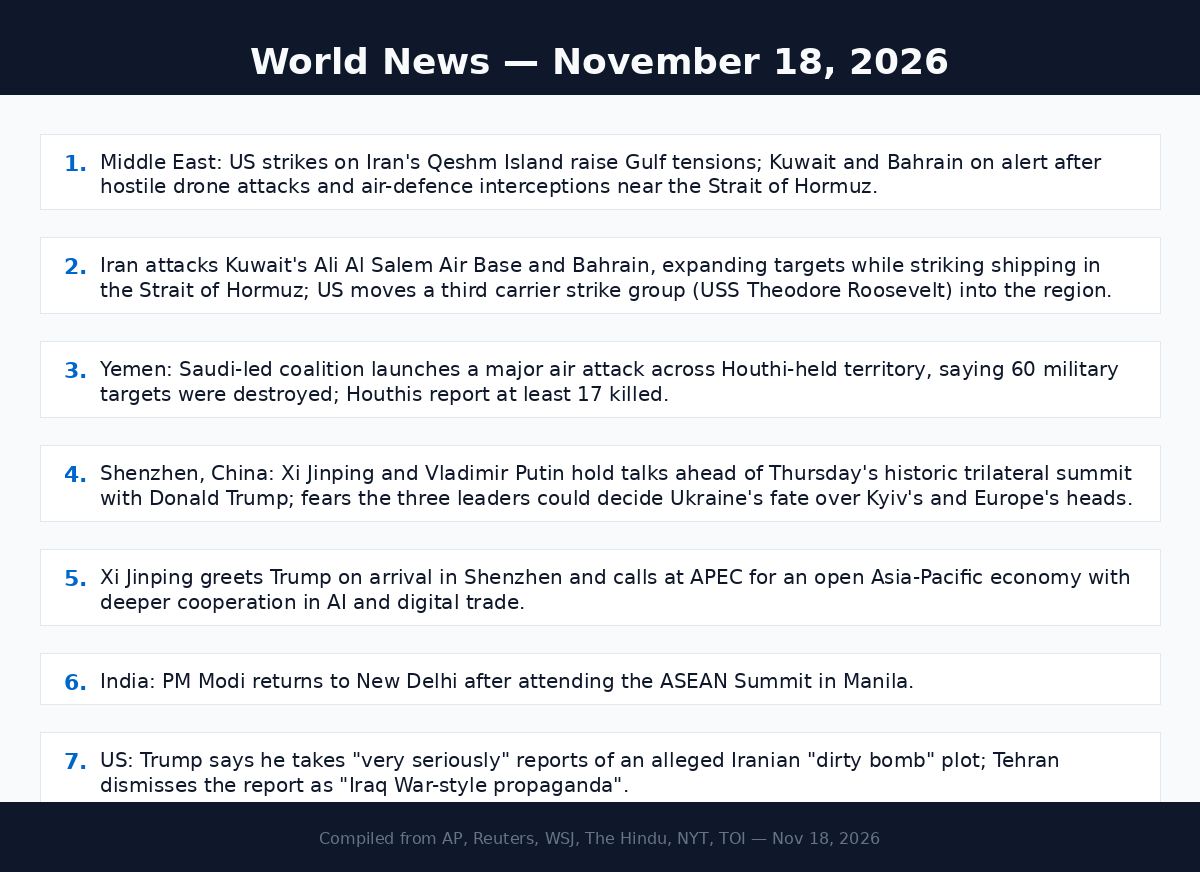 World News — November 18, 2026
1. Middle East: US strikes on Iran's Qeshm Island raise Gulf tensions; Kuwait and Bahrain on alert after
hostile drone attacks and air-defence interceptions near the Strait of Hormuz.
2. Iran attacks Kuwait's Ali Al Salem Air Base and Bahrain, expanding targets while striking shipping in
the Strait of Hormuz; US moves a third carrier strike group (USS Theodore Roosevelt) into the region.
3. Yemen: Saudi-led coalition launches a major air attack across Houthi-held territory, saying 60 military
targets were destroyed; Houthis report at least 17 killed.
4. Shenzhen, China: Xi Jinping and Vladimir Putin hold talks ahead of Thursday's historic trilateral summit
with Donald Trump; fears the three leaders could decide Ukraine's fate over Kyiv's and Europe's heads.
5. Xi Jinping greets Trump on arrival in Shenzhen and calls at APEC for an open Asia-Pacific economy with
deeper cooperation in AI and digital trade.
6. India: PM Modi returns to New Delhi after attending the ASEAN Summit in Manila.
7. US: Trump says he takes "very seriously" reports of an alleged Iranian "dirty bomb" plot; Tehran
dismisses the report as "Iraq War-style propaganda".
Compiled from AP, Reuters, WSJ, The Hindu, NYT, TOI — Nov 18, 2026